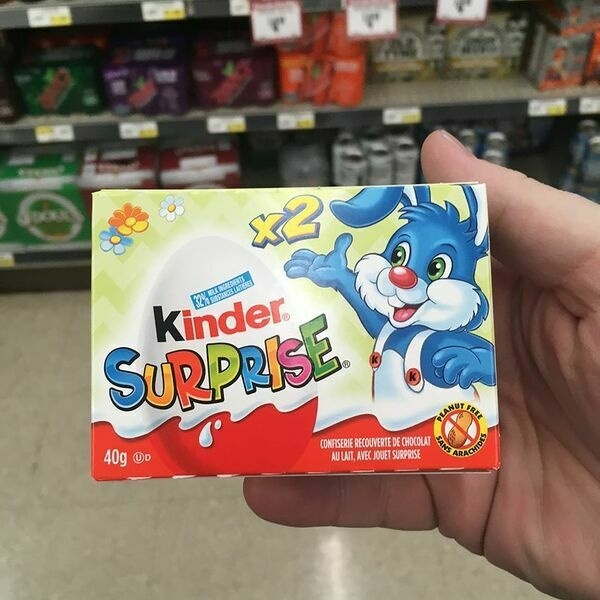 x2
32% MILK INGREDIENTS
SUBSTANCES LAITIÈRES
kinder®
SURPRISE®
K
K
PEANUT FREE
SANS ARACHIDES
40g UD
CONFISERIE RECOUVERTE DE CHOCOLAT
AU LAIT, AVEC JOUET SURPRISE